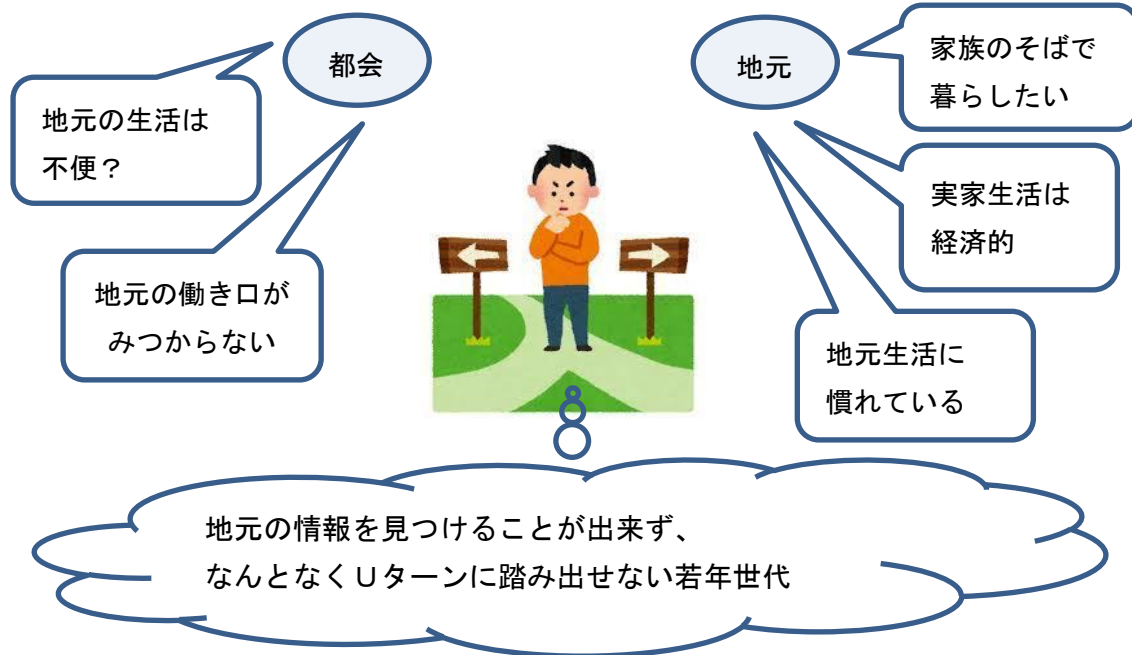 都会
地元
家族のそばで
暮らしたい
地元の生活は
不便？
実家生活は
経済的
地元の働き口が
みつからない
地元生活に
慣れている
地元の情報を見つけることが出来ず、
なんとなくＵターンに踏み出せない若年世代